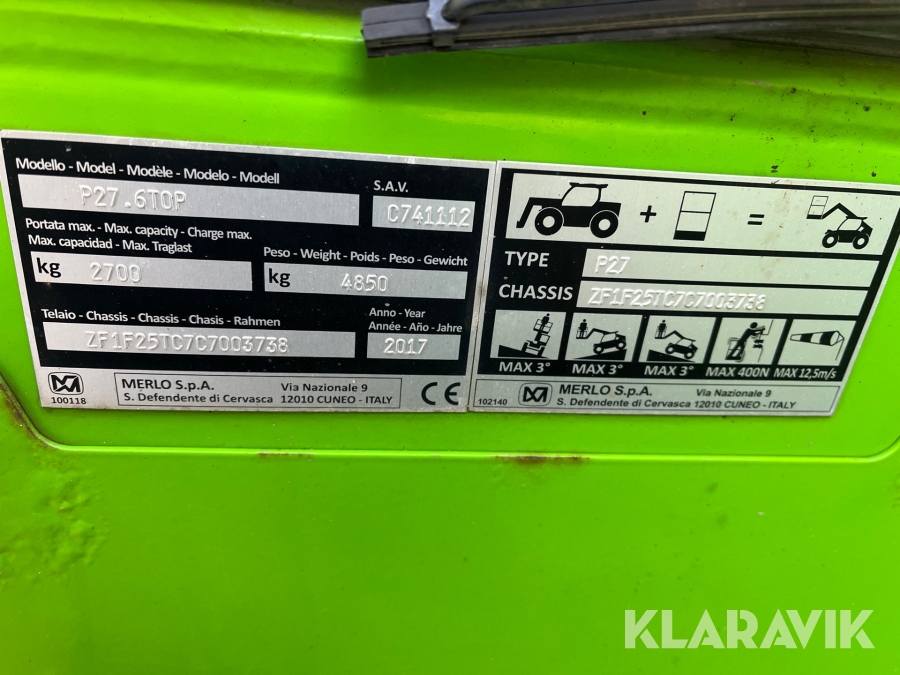 Modello - Model - Modèle - Modelo - Modell
P27.6TOP
S.A.V.
C741112
Portata max. - Max. capacity - Charge max.
Max. capacidad - Max. Traglast
kg 2700
Peso - Weight - Poids - Peso - Gewicht
kg 4850
Telaio - Chassis - Chassis - Chasis - Rahmen
ZF1F25TC7C7003738
Anno - Year
Année - Año - Jahre
2017
100118
MERLO S.p.A. Via Nazionale 9
S. Defendente di Cervasca 12010 CUNEO - ITALY
CE
+ =
TYPE P27
CHASSIS ZF1F25TC7C7003738
MAX 3° MAX 3° MAX 3° MAX 400N MAX 12,5m/s
102140
MERLO S.p.A. Via Nazionale 9
S. Defendente di Cervasca 12010 CUNEO - ITALY
KLARAVIK